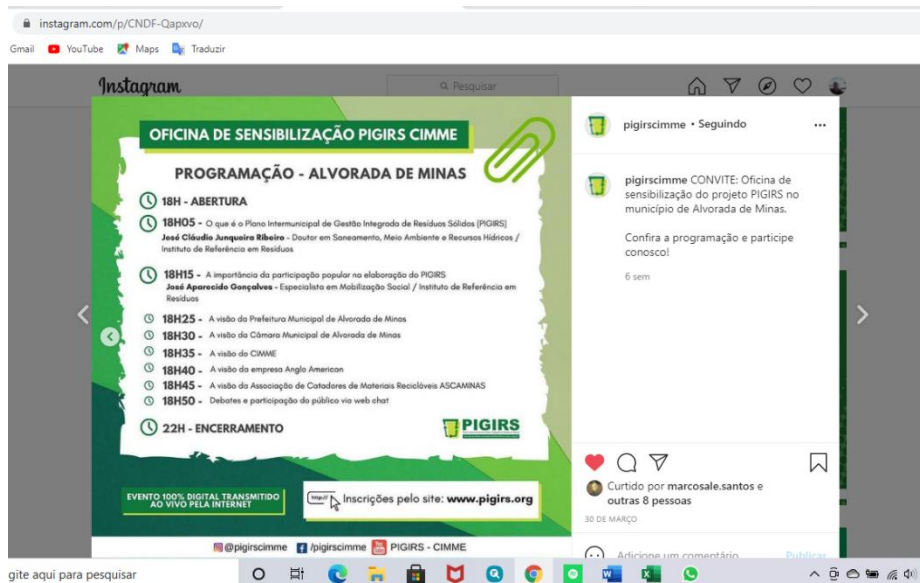 instagram.com/p/CNDF-Qapxvo/
Gmail YouTube Maps Traduzir
Instagram
Pesquisar
OFICINA DE SENSIBILIZAÇÃO PIGIRS CIMME
PROGRAMAÇÃO - ALVORADA DE MINAS
18H - ABERTURA
18H05 - O que é o Plano Intermunicipal de Gestão Integrada de Resíduos Sólidos (PIGIRS)
José Cláudio Junqueira Ribeiro - Doutor em Saneamento, Meio Ambiente e Recursos Hídricos /
Instituto de Referência em Resíduos
18H15 - A importância da participação popular na elaboração do PIGIRS
José Aparecido Gonçalves - Especialista em Mobilização Social / Instituto de Referência em
Resíduos
18H25 - A visão da Prefeitura Municipal de Alvorada de Minas
18H30 - A visão da Câmara Municipal de Alvorada de Minas
18H35 - A visão do CIMME
18H40 - A visão da empresa Anglo American
18H45 - A visão da Associação de Catadores de Materiais Recicláveis ASCAMINAS
18H50 - Debates e participação do público via web chat
22H - ENCERRAMENTO
PIGIRS
EVENTO 100% DIGITAL TRANSMITIDO
AO VIVO PELA INTERNET
http://
Inscrições pelo site: www.pigirs.org
@pigirscimme /pigirscimme PIGIRS - CIMME
pigirscimme • Seguindo
pigirscimme CONVITE: Oficina de
sensibilização do projeto PIGIRS no
município de Alvorada de Minas.
Confira a programação e participe
conosco!
6 sem
Curtido por marcosale.santos e
outras 8 pessoas
30 DE MARÇO
Adicione um comentário Publicar
gite aqui para pesquisar